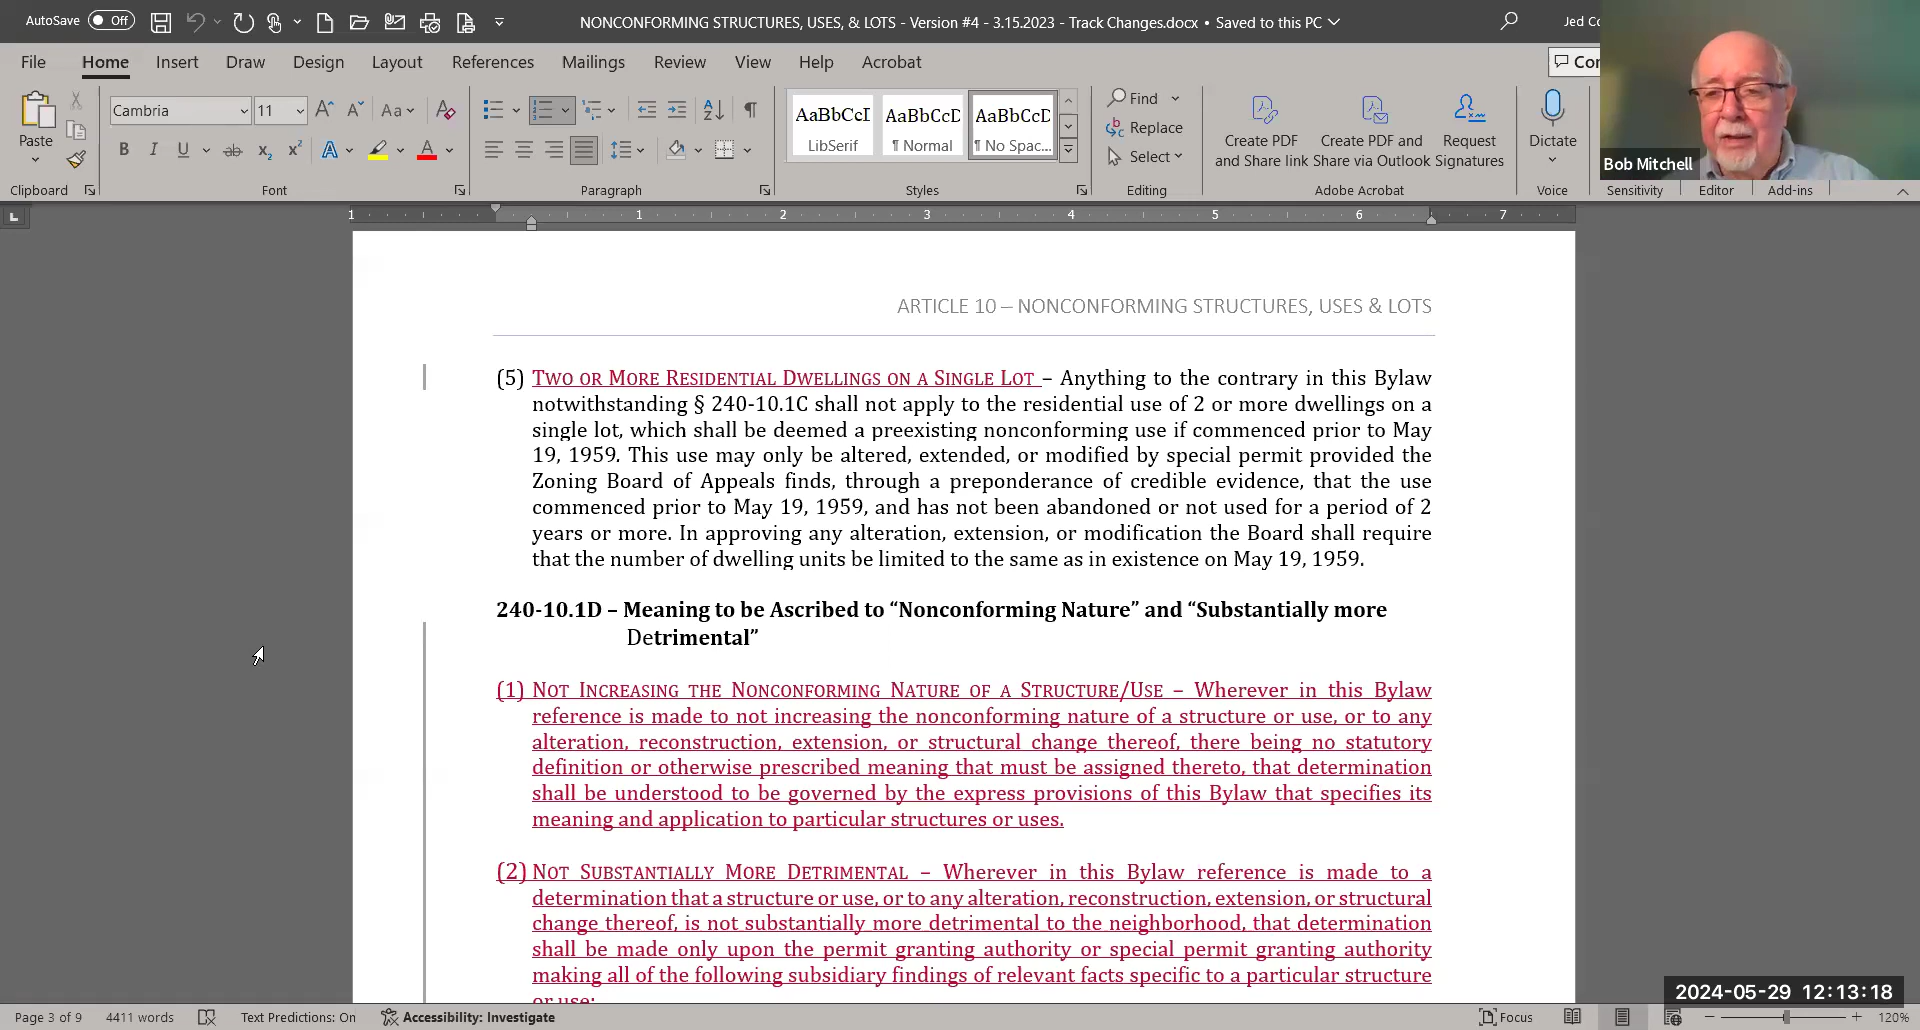 AutoSave Off
NONCONFORMING STRUCTURES, USES, & LOTS - Version #4 - 3.15.2023 - Track Changes.docx • Saved to this PC
Jed
File Home Insert Draw Design Layout References Mailings Review View Help Acrobat
Cambria 11 Aa
AaBbCcI AaBbCcD AaBbCcD
LibSerif ¶ Normal ¶ No Spac...
Paste
Find
Replace
Select
Create PDF and Share link
Create PDF and Share via Outlook
Request Signatures
Dictate
Bob Mitchell
Clipboard Font Paragraph Styles Editing Adobe Acrobat Voice Sensitivity Editor Add-ins
1 1 2 3 4 5 6 7
ARTICLE 10 – NONCONFORMING STRUCTURES, USES & LOTS
(5) TWO OR MORE RESIDENTIAL DWELLINGS ON A SINGLE LOT – Anything to the contrary in this Bylaw
notwithstanding § 240-10.1C shall not apply to the residential use of 2 or more dwellings on a
single lot, which shall be deemed a preexisting nonconforming use if commenced prior to May
19, 1959. This use may only be altered, extended, or modified by special permit provided the
Zoning Board of Appeals finds, through a preponderance of credible evidence, that the use
commenced prior to May 19, 1959, and has not been abandoned or not used for a period of 2
years or more. In approving any alteration, extension, or modification the Board shall require
that the number of dwelling units be limited to the same as in existence on May 19, 1959.
240-10.1D – Meaning to be Ascribed to “Nonconforming Nature” and “Substantially more
Detrimental”
(1) NOT INCREASING THE NONCONFORMING NATURE OF A STRUCTURE/USE – Wherever in this Bylaw
reference is made to not increasing the nonconforming nature of a structure or use, or to any
alteration, reconstruction, extension, or structural change thereof, there being no statutory
definition or otherwise prescribed meaning that must be assigned thereto, that determination
shall be understood to be governed by the express provisions of this Bylaw that specifies its
meaning and application to particular structures or uses.
(2) NOT SUBSTANTIALLY MORE DETRIMENTAL – Wherever in this Bylaw reference is made to a
determination that a structure or use, or to any alteration, reconstruction, extension, or structural
change thereof, is not substantially more detrimental to the neighborhood, that determination
shall be made only upon the permit granting authority or special permit granting authority
making all of the following subsidiary findings of relevant facts specific to a particular structure
or use:
2024-05-29 12:13:18
Page 3 of 9 4411 words Text Predictions: On Accessibility: Investigate Focus 120%